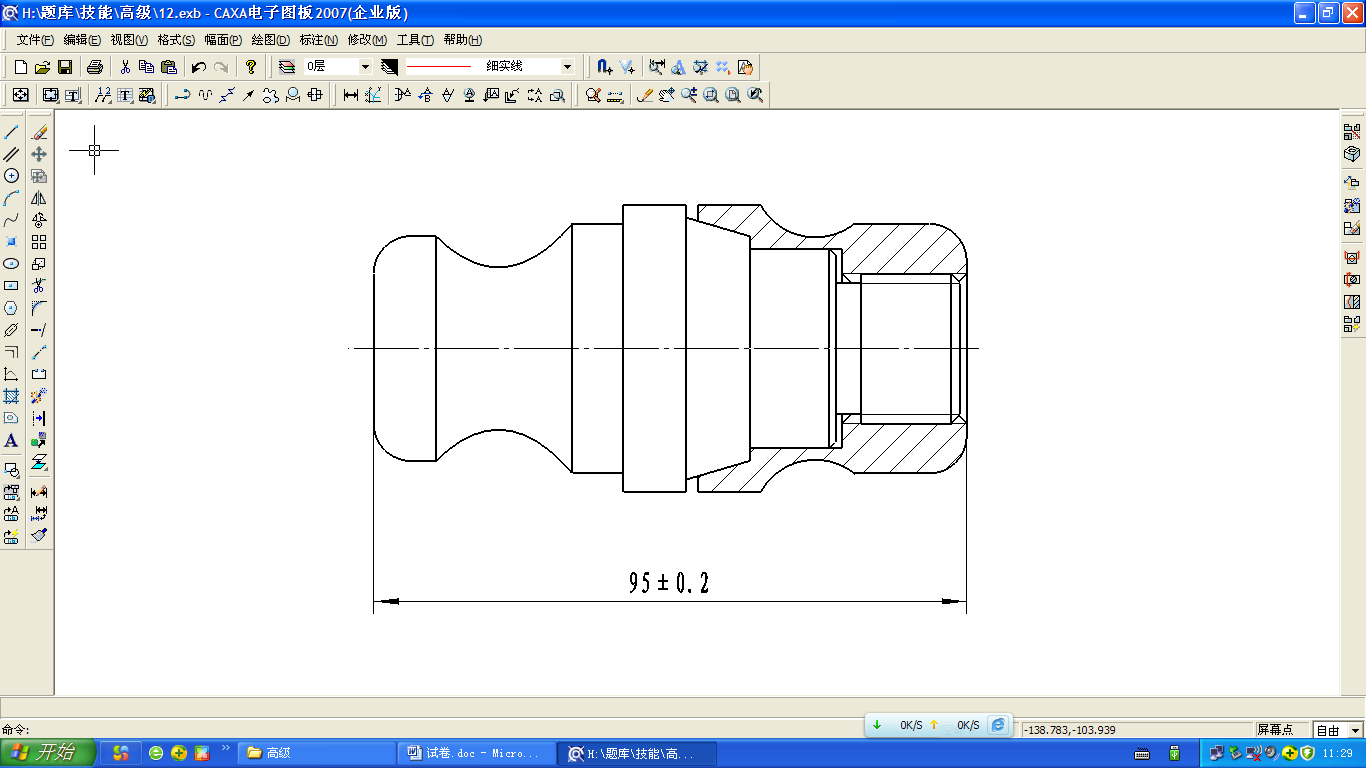 H:\题库\技能\高级\12.exb - CAXA电子图板2007(企业版)
文件(F) 编辑(E) 视图(V) 格式(S) 幅面(P) 绘图(D) 标注(N) 修改(M) 工具(T) 帮助(H)
0层 细实线
95±0.2
命令:
0K/S 0K/S
-138.783,-103.939 屏幕点 自由
开始 高级 试卷.doc - Micro... H:\题库\技能\高... 11:29